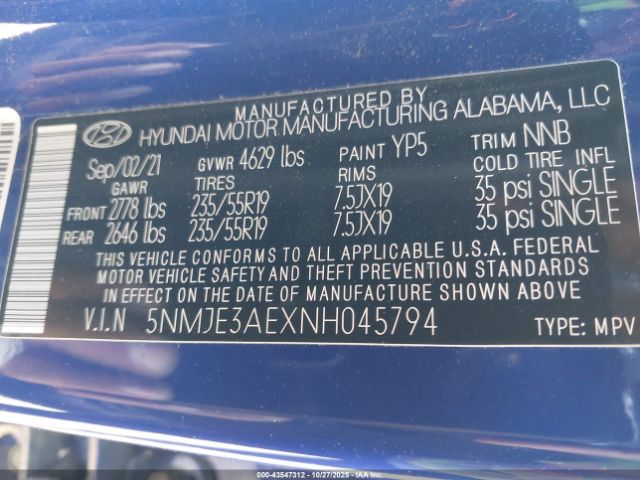 MANUFACTURED BY
HYUNDAI MOTOR MANUFACTURING ALABAMA, LLC
Sep/02/21 GVWR 4629 lbs PAINT YP5 TRIM NNB
GAWR TIRES RIMS COLD TIRE INFL
FRONT 2778 lbs 235/55R19 7.5JX19 35 psi SINGLE
REAR 2646 lbs 235/55R19 7.5JX19 35 psi SINGLE
THIS VEHICLE CONFORMS TO ALL APPLICABLE U.S.A. FEDERAL
MOTOR VEHICLE SAFETY AND THEFT PREVENTION STANDARDS
IN EFFECT ON THE DATE OF MANUFACTURE SHOWN ABOVE
V.I.N 5NMJE3AEXNH045794 TYPE: MPV
000-43547312 - 10/27/2025 - IAAI.COM